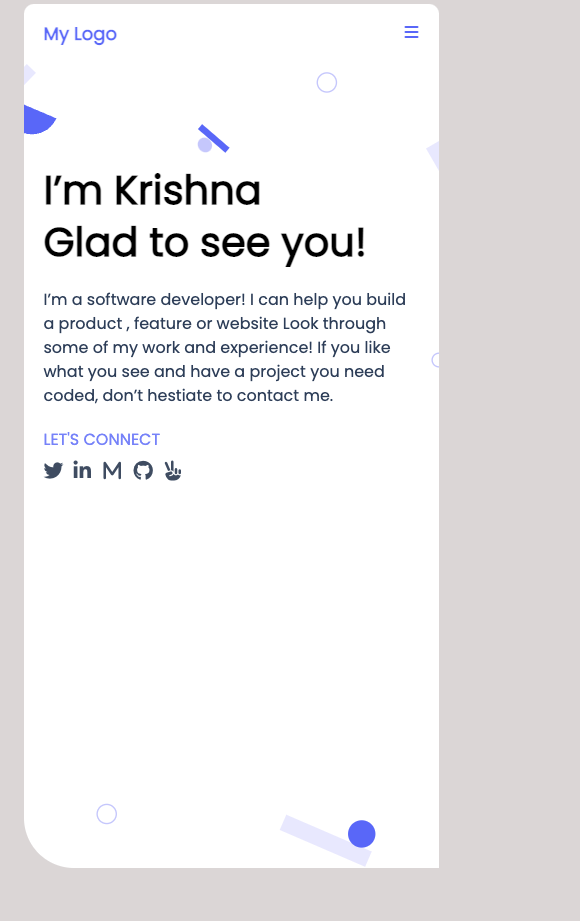 My Logo
I’m Krishna
Glad to see you!
I’m a software developer! I can help you build
a product , feature or website Look through
some of my work and experience! If you like
what you see and have a project you need
coded, don’t hestiate to contact me.
LET'S CONNECT